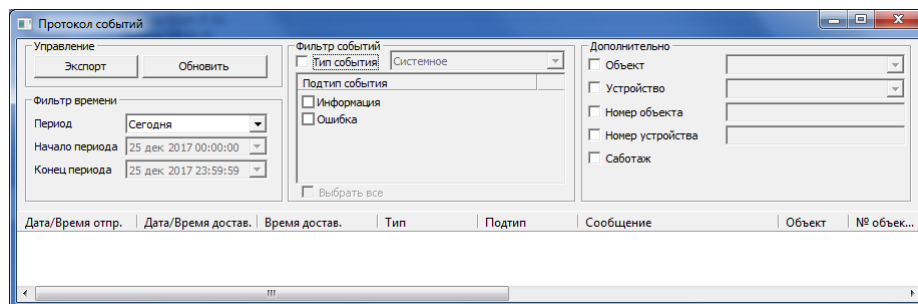 Протокол событий
Управление
Экспорт Обновить
Фильтр времени
Период Сегодня
Начало периода 25 дек 2017 00:00:00
Конец периода 25 дек 2017 23:59:59
Фильтр событий
Тип события Системное
Подтип события
Информация
Ошибка
Выбрать все
Дополнительно
Объект
Устройство
Номер объекта
Номер устройства
Саботаж
Дата/Время отпр. Дата/Время достав. Время достав. Тип Подтип Сообщение Объект № объек...